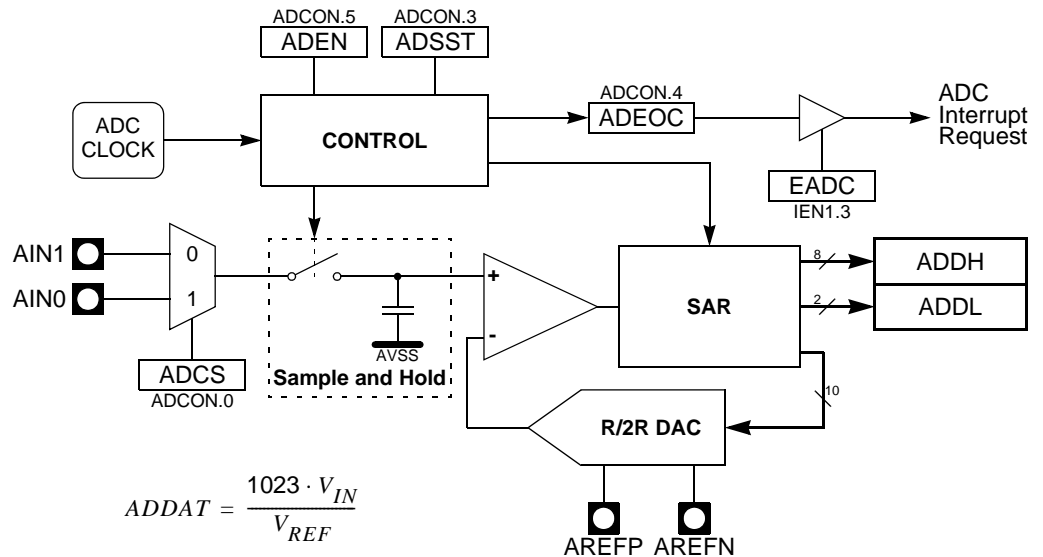 ADCON.5
ADEN
ADCON.3
ADSST
ADC
CLOCK
CONTROL
ADCON.4
ADEOC
ADC
Interrupt
Request
EADC
IEN1.3
AIN1
0
AIN0
1
ADCS
ADCON.0
AVSS
Sample and Hold
+
-
SAR
8
ADDH
2
ADDL
10
R/2R DAC
AREFP
AREFN
ADDAT = 1023 · V_IN / V_REF